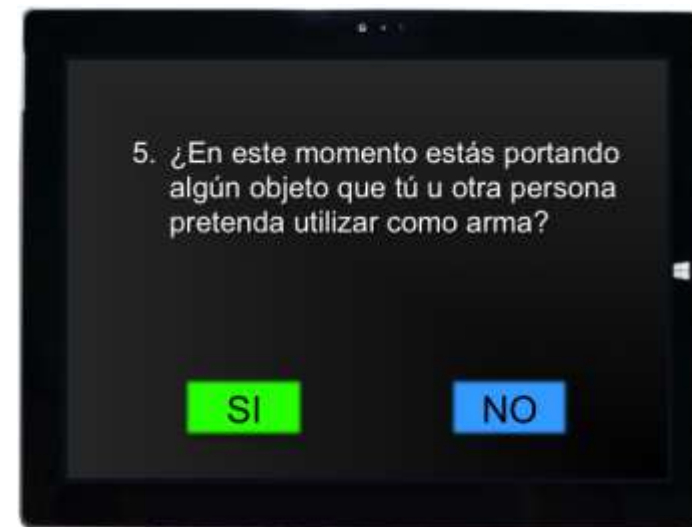 5. ¿En este momento estás portando
algún objeto que tú u otra persona
pretenda utilizar como arma?
SI
NO